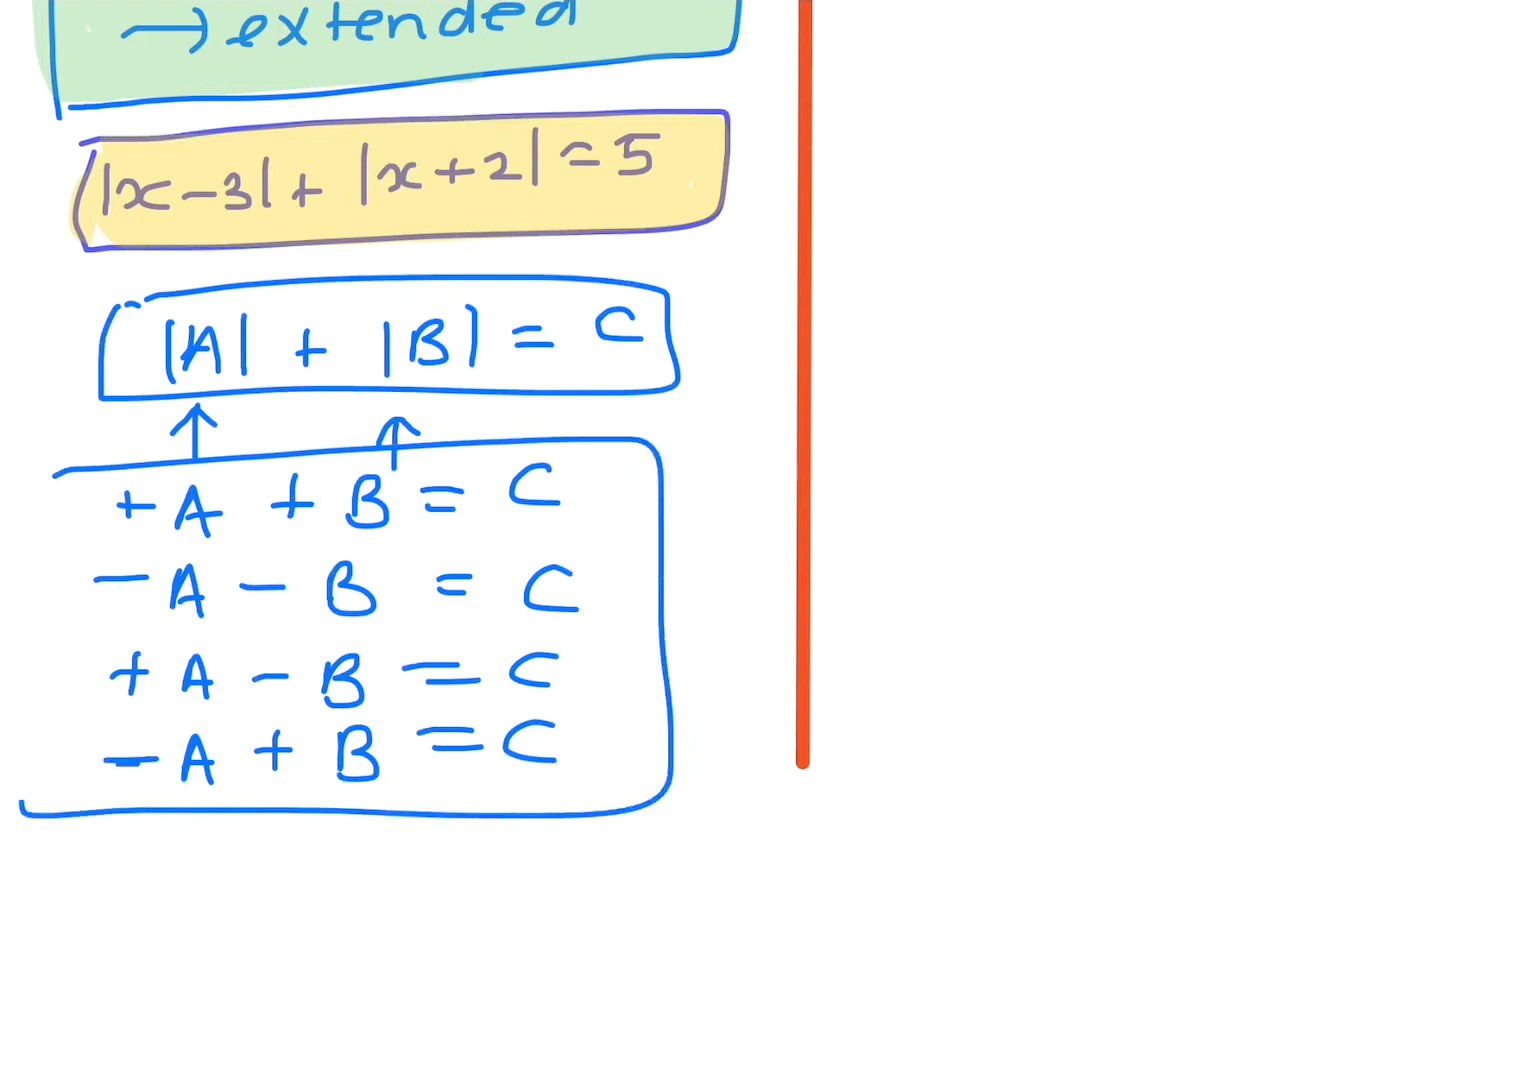 → extended
|x-3| + |x+2| = 5
|A| + |B| = C
+A + B = C
-A - B = C
+A - B = C
-A + B = C